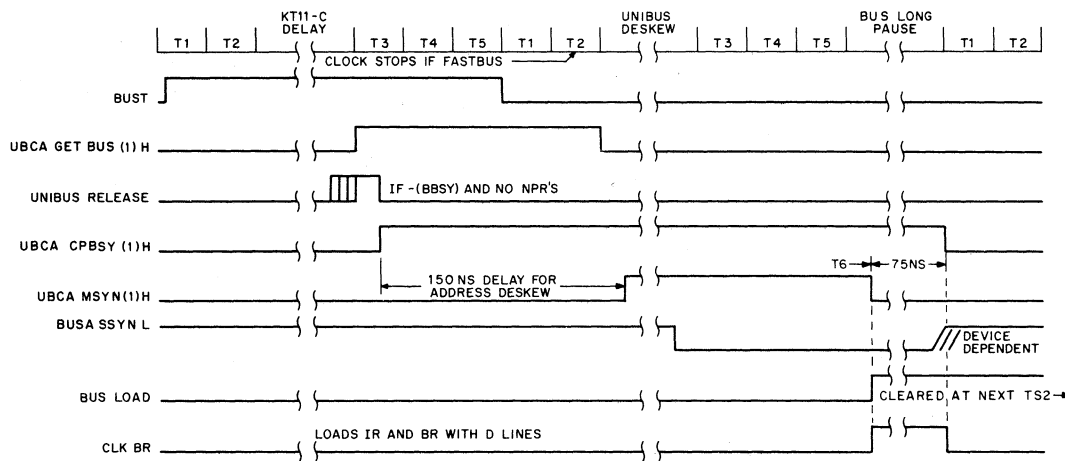 KT11-C
DELAY
UNIBUS
DESKEW
BUS LONG
PAUSE
T1 T2 T3 T4 T5 T1 T2 T3 T4 T5 T1 T2
CLOCK STOPS IF FASTBUS
BUST
UBCA GET BUS (1) H
UNIBUS RELEASE
IF -(BBSY) AND NO NPR'S
UBCA CPBSY (1) H
T6 75NS
150 NS DELAY FOR
ADDRESS DESKEW
UBCA MSYN(1)H
BUSA SSYN L
DEVICE
DEPENDENT
BUS LOAD
CLEARED AT NEXT TS2
LOADS IR AND BR WITH D LINES
CLK BR